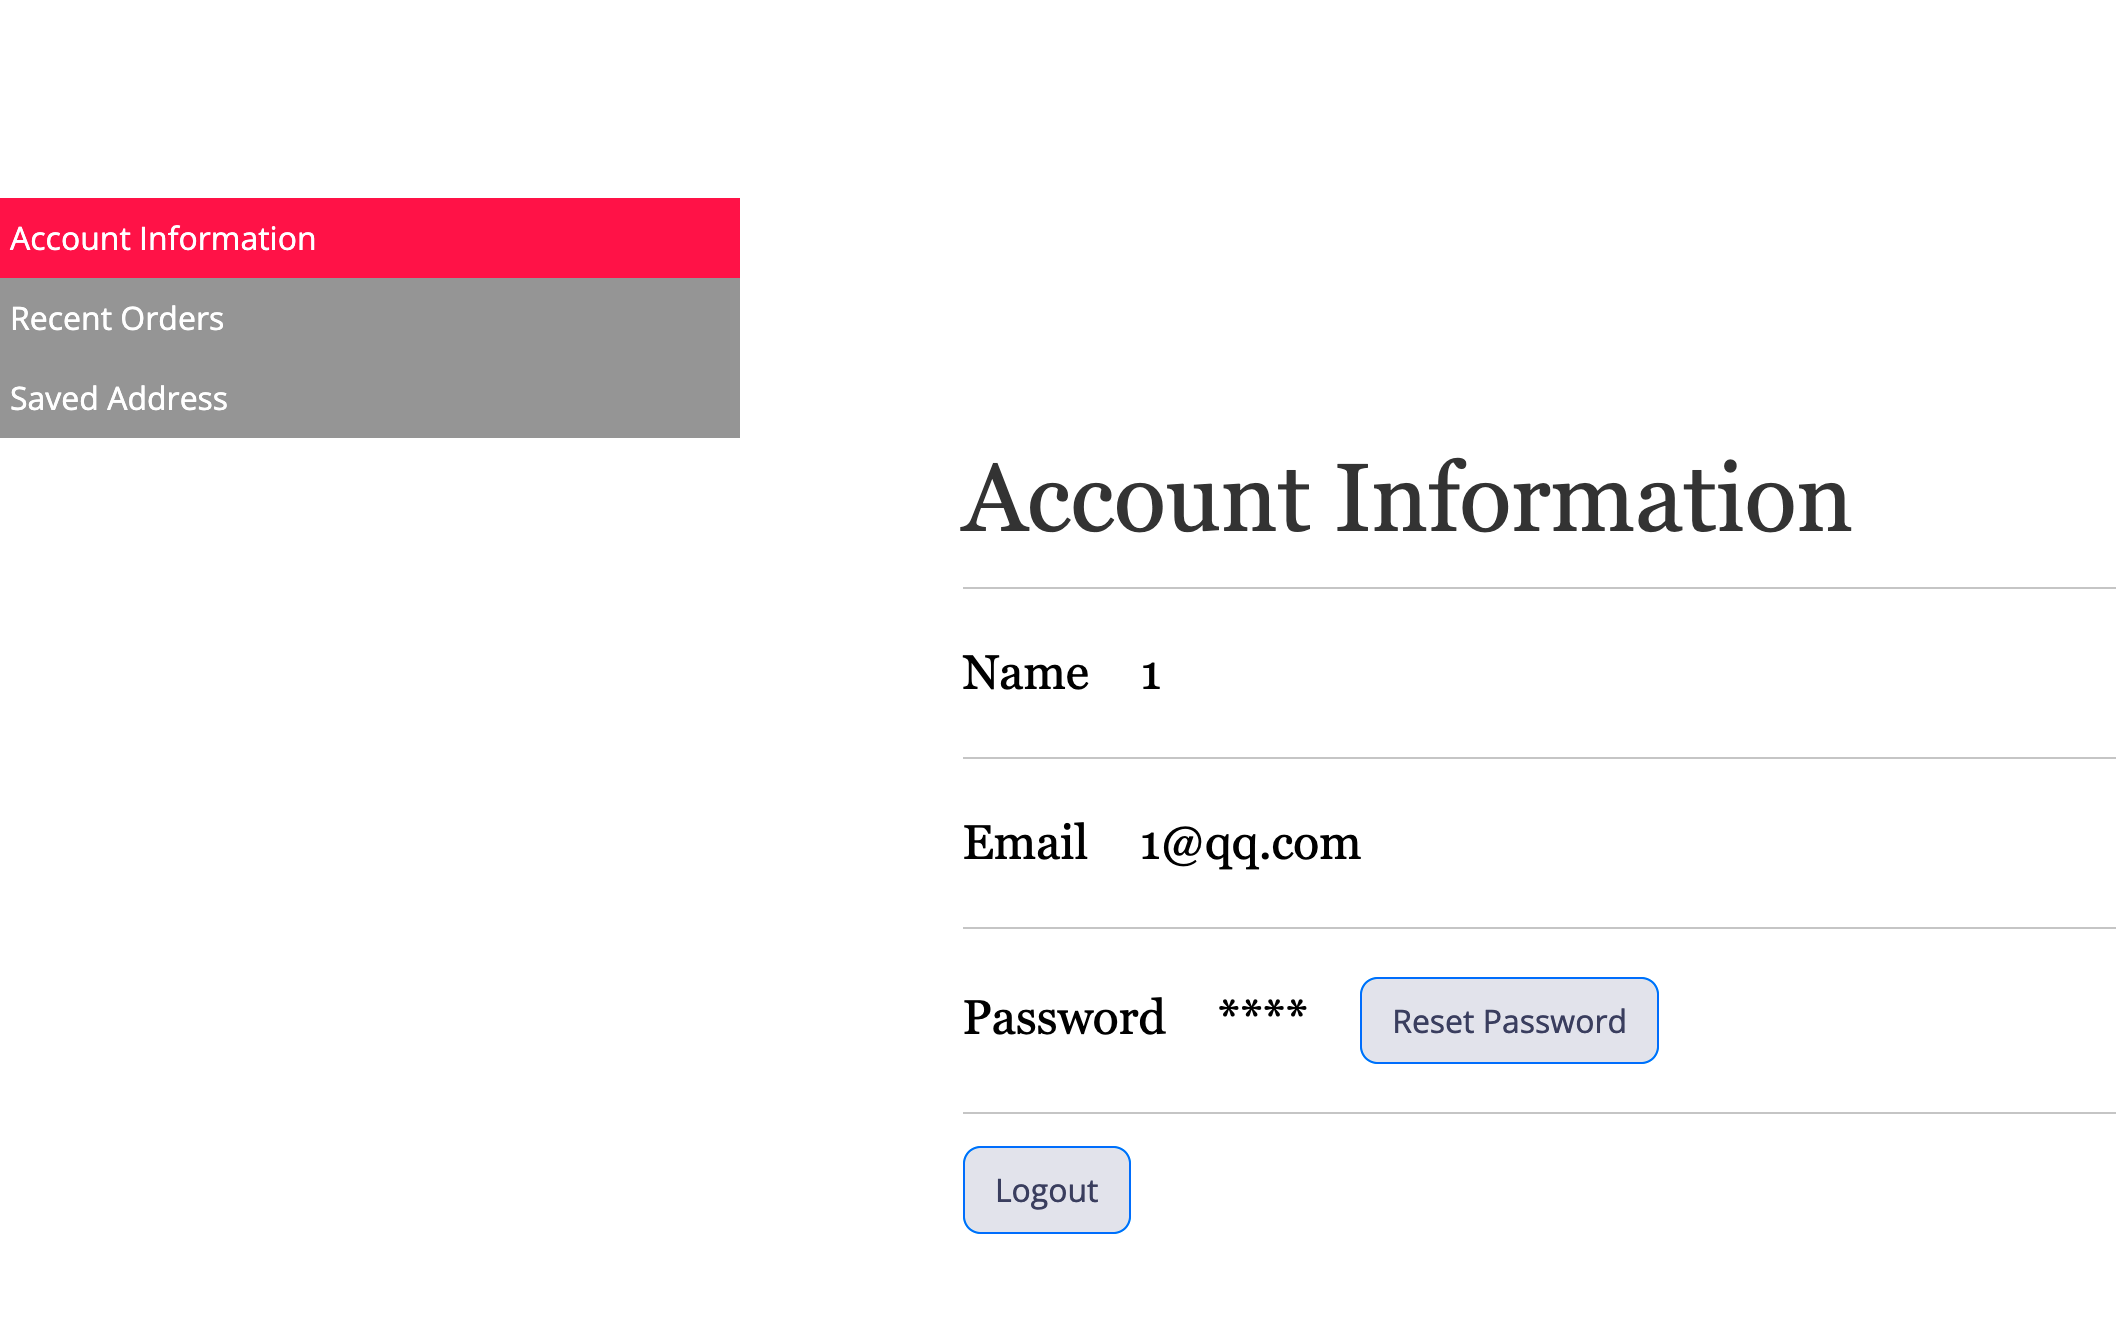 Account Information
Recent Orders
Saved Address
Account Information
Name 1
Email 1@qq.com
Password **** Reset Password
Logout